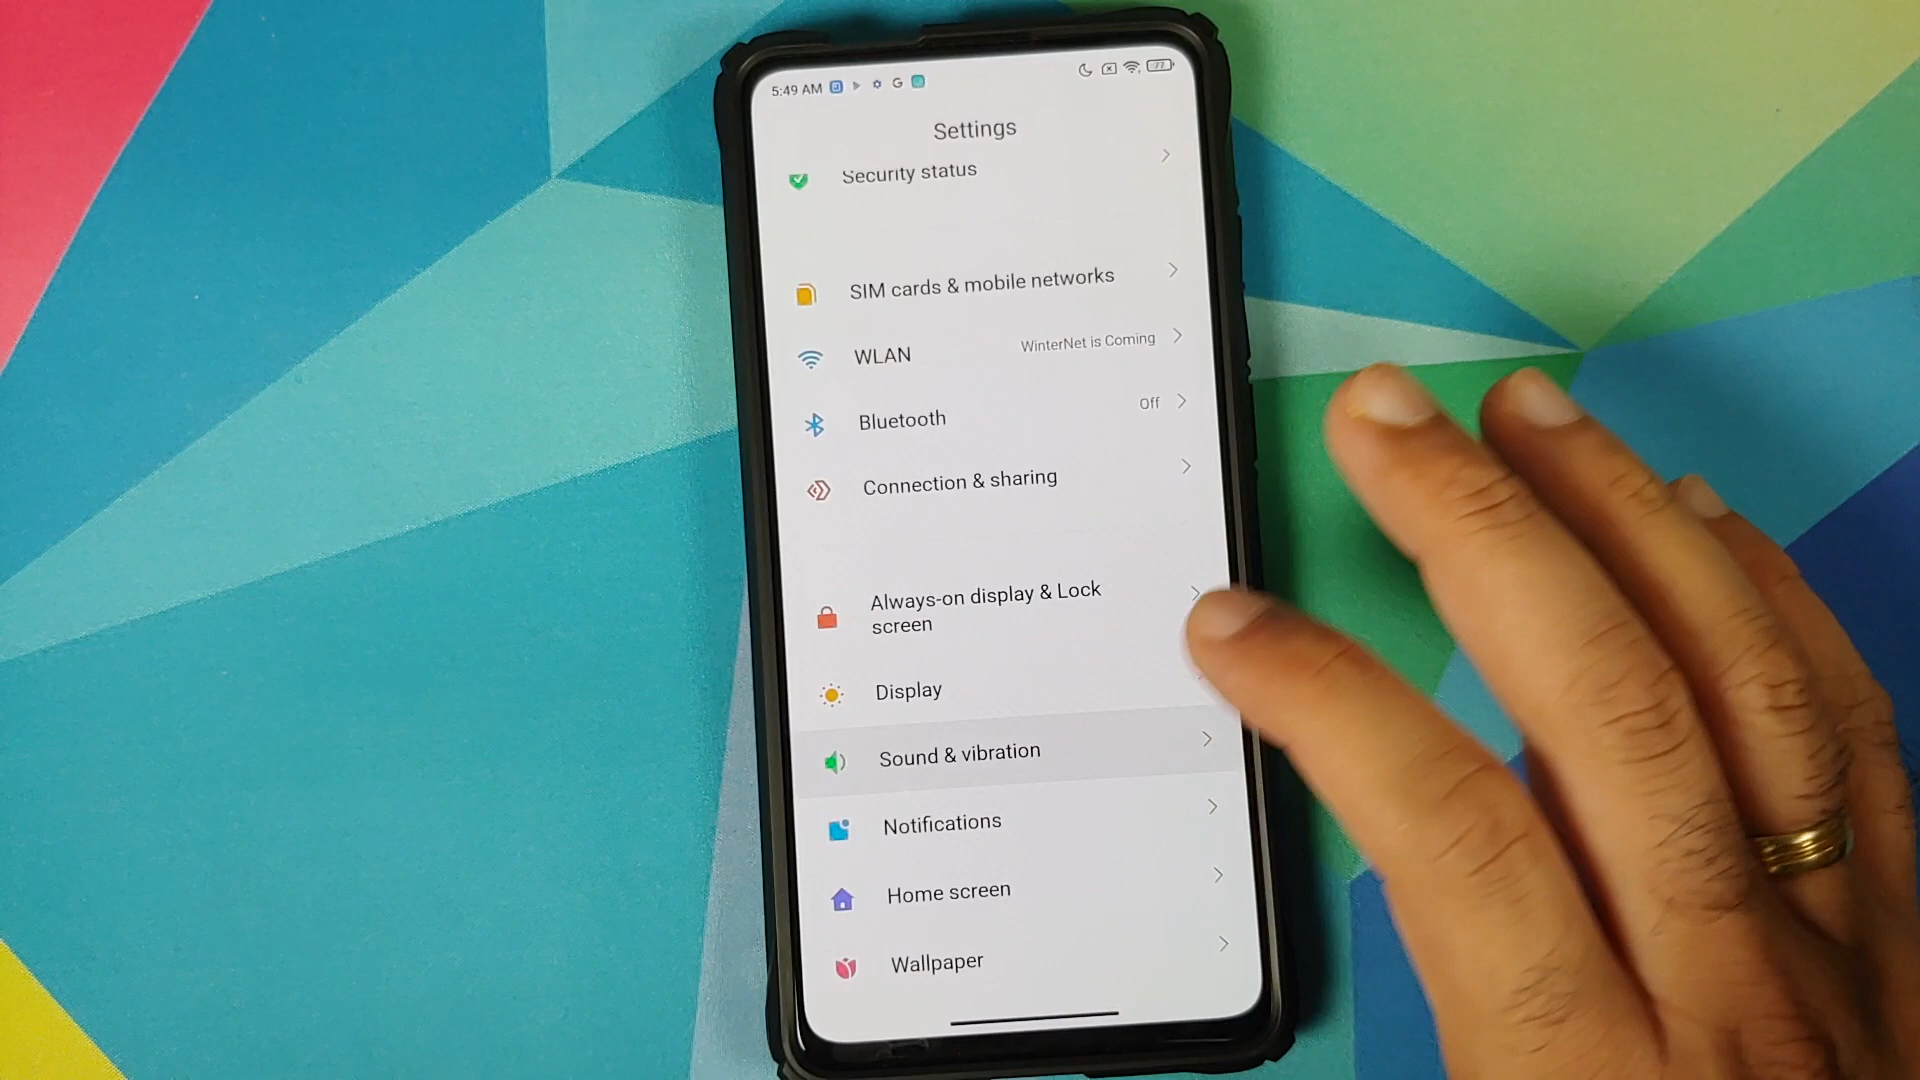 5:49 AM
G
77
Settings
Security status
SIM cards & mobile networks
WLAN
WinterNet is Coming
Bluetooth
Off
Connection & sharing
Always-on display & Lock
screen
Display
Sound & vibration
Notifications
Home screen
Wallpaper